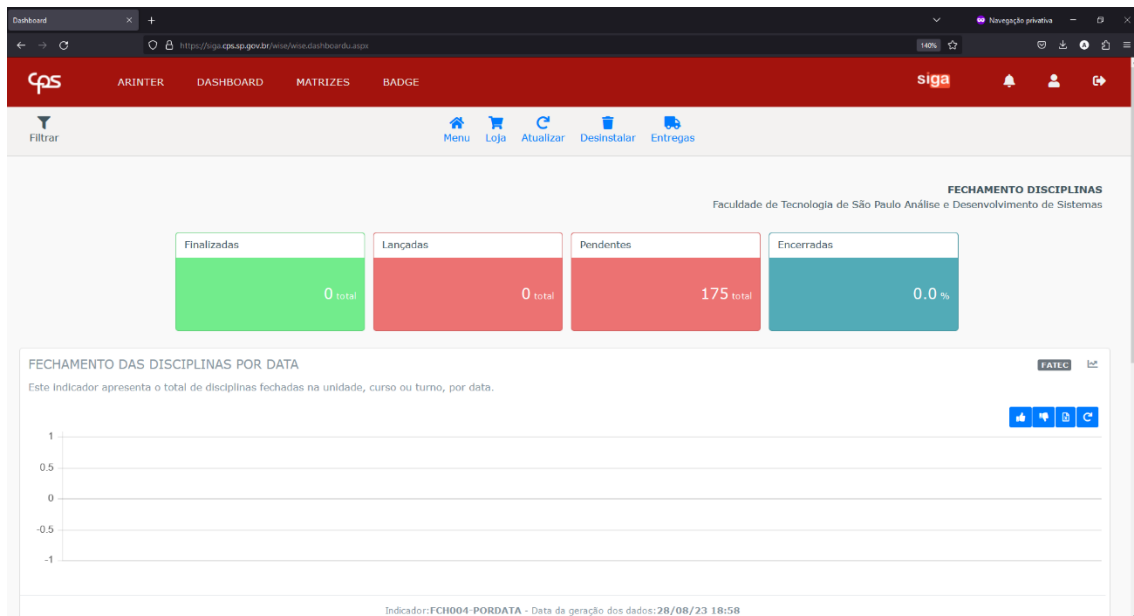 Dashboard
Navegação privativa
https://siga.cps.sp.gov.br/wise/wise.dashboardu.aspx
140%
cps
ARINTER DASHBOARD MATRIZES BADGE
siga
Filtrar
Menu Loja Atualizar Desinstalar Entregas
FECHAMENTO DISCIPLINAS
Faculdade de Tecnologia de São Paulo Análise e Desenvolvimento de Sistemas
Finalizadas Lançadas Pendentes Encerradas
0 total 0 total 175 total 0.0 %
FECHAMENTO DAS DISCIPLINAS POR DATA
FATEC
Este indicador apresenta o total de disciplinas fechadas na unidade, curso ou turno, por data.
1
0.5
0
-0.5
-1
Indicador:FCH004-PORDATA - Data da geração dos dados:28/08/23 18:58